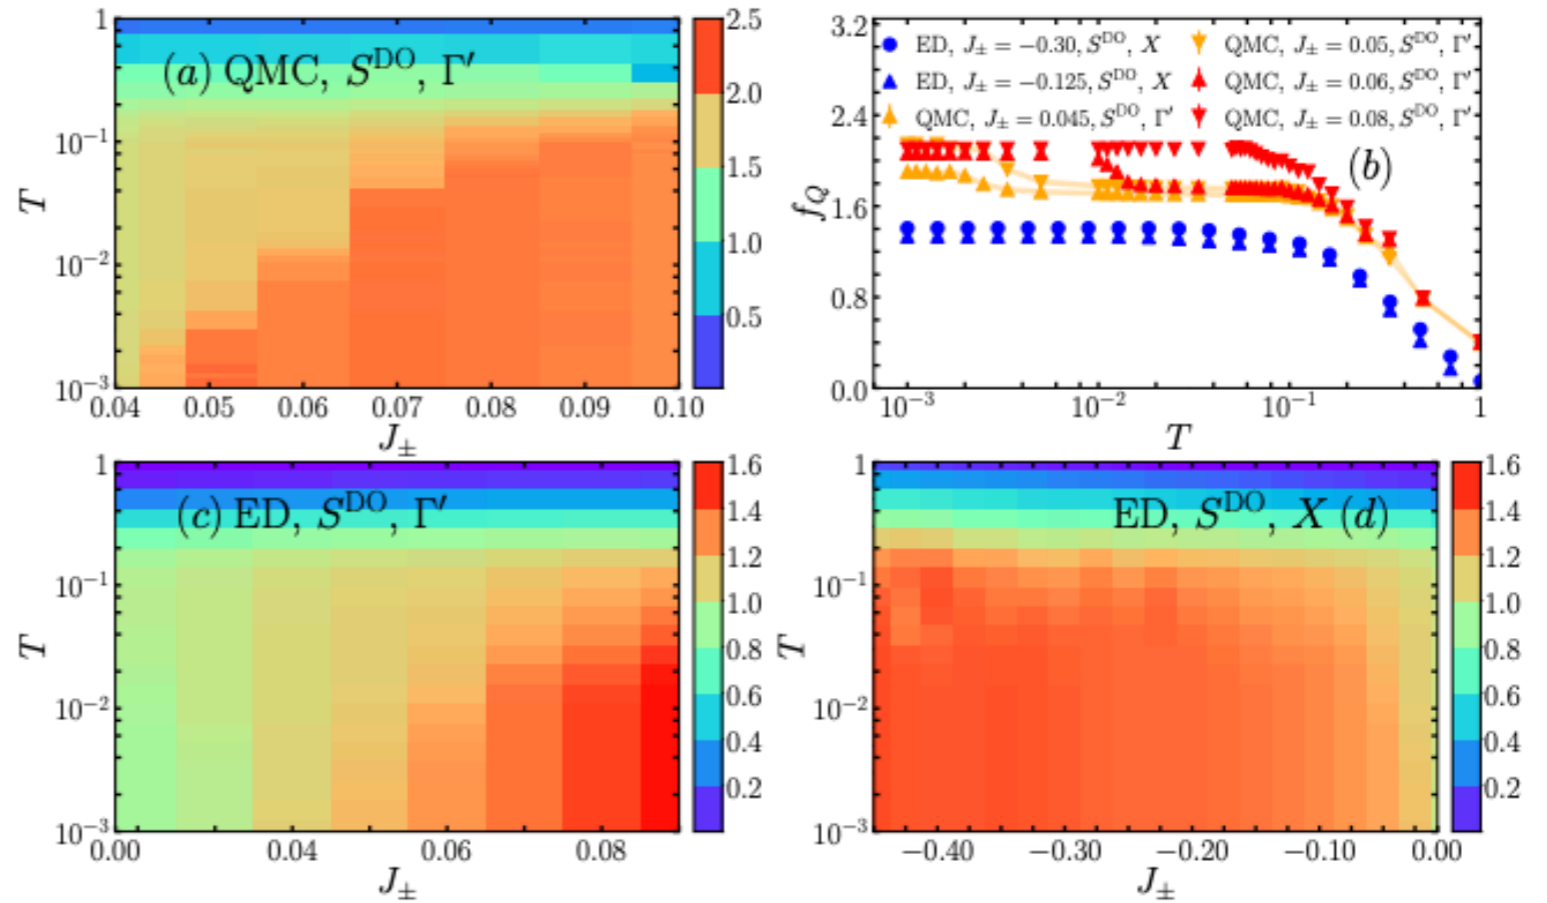 (a) QMC, S^DO, Γ′
1
10⁻¹
10⁻²
10⁻³
T
0.04 0.05 0.06 0.07 0.08 0.09 0.10
J±
2.5
2.0
1.5
1.0
0.5
3.2
2.4
1.6
0.8
0.0
f_Q
ED, J± = −0.30, S^DO, X
ED, J± = −0.125, S^DO, X
QMC, J± = 0.045, S^DO, Γ′
QMC, J± = 0.05, S^DO, Γ′
QMC, J± = 0.06, S^DO, Γ′
QMC, J± = 0.08, S^DO, Γ′
(b)
10⁻³ 10⁻² 10⁻¹ 1
T
(c) ED, S^DO, Γ′
1
10⁻¹
10⁻²
10⁻³
T
0.00 0.04 0.06 0.08
J±
1.6
1.4
1.2
1.0
0.8
0.6
0.4
0.2
ED, S^DO, X (d)
1
10⁻¹
10⁻²
10⁻³
T
−0.40 −0.30 −0.20 −0.10 0.00
J±
1.6
1.4
1.2
1.0
0.8
0.6
0.4
0.2